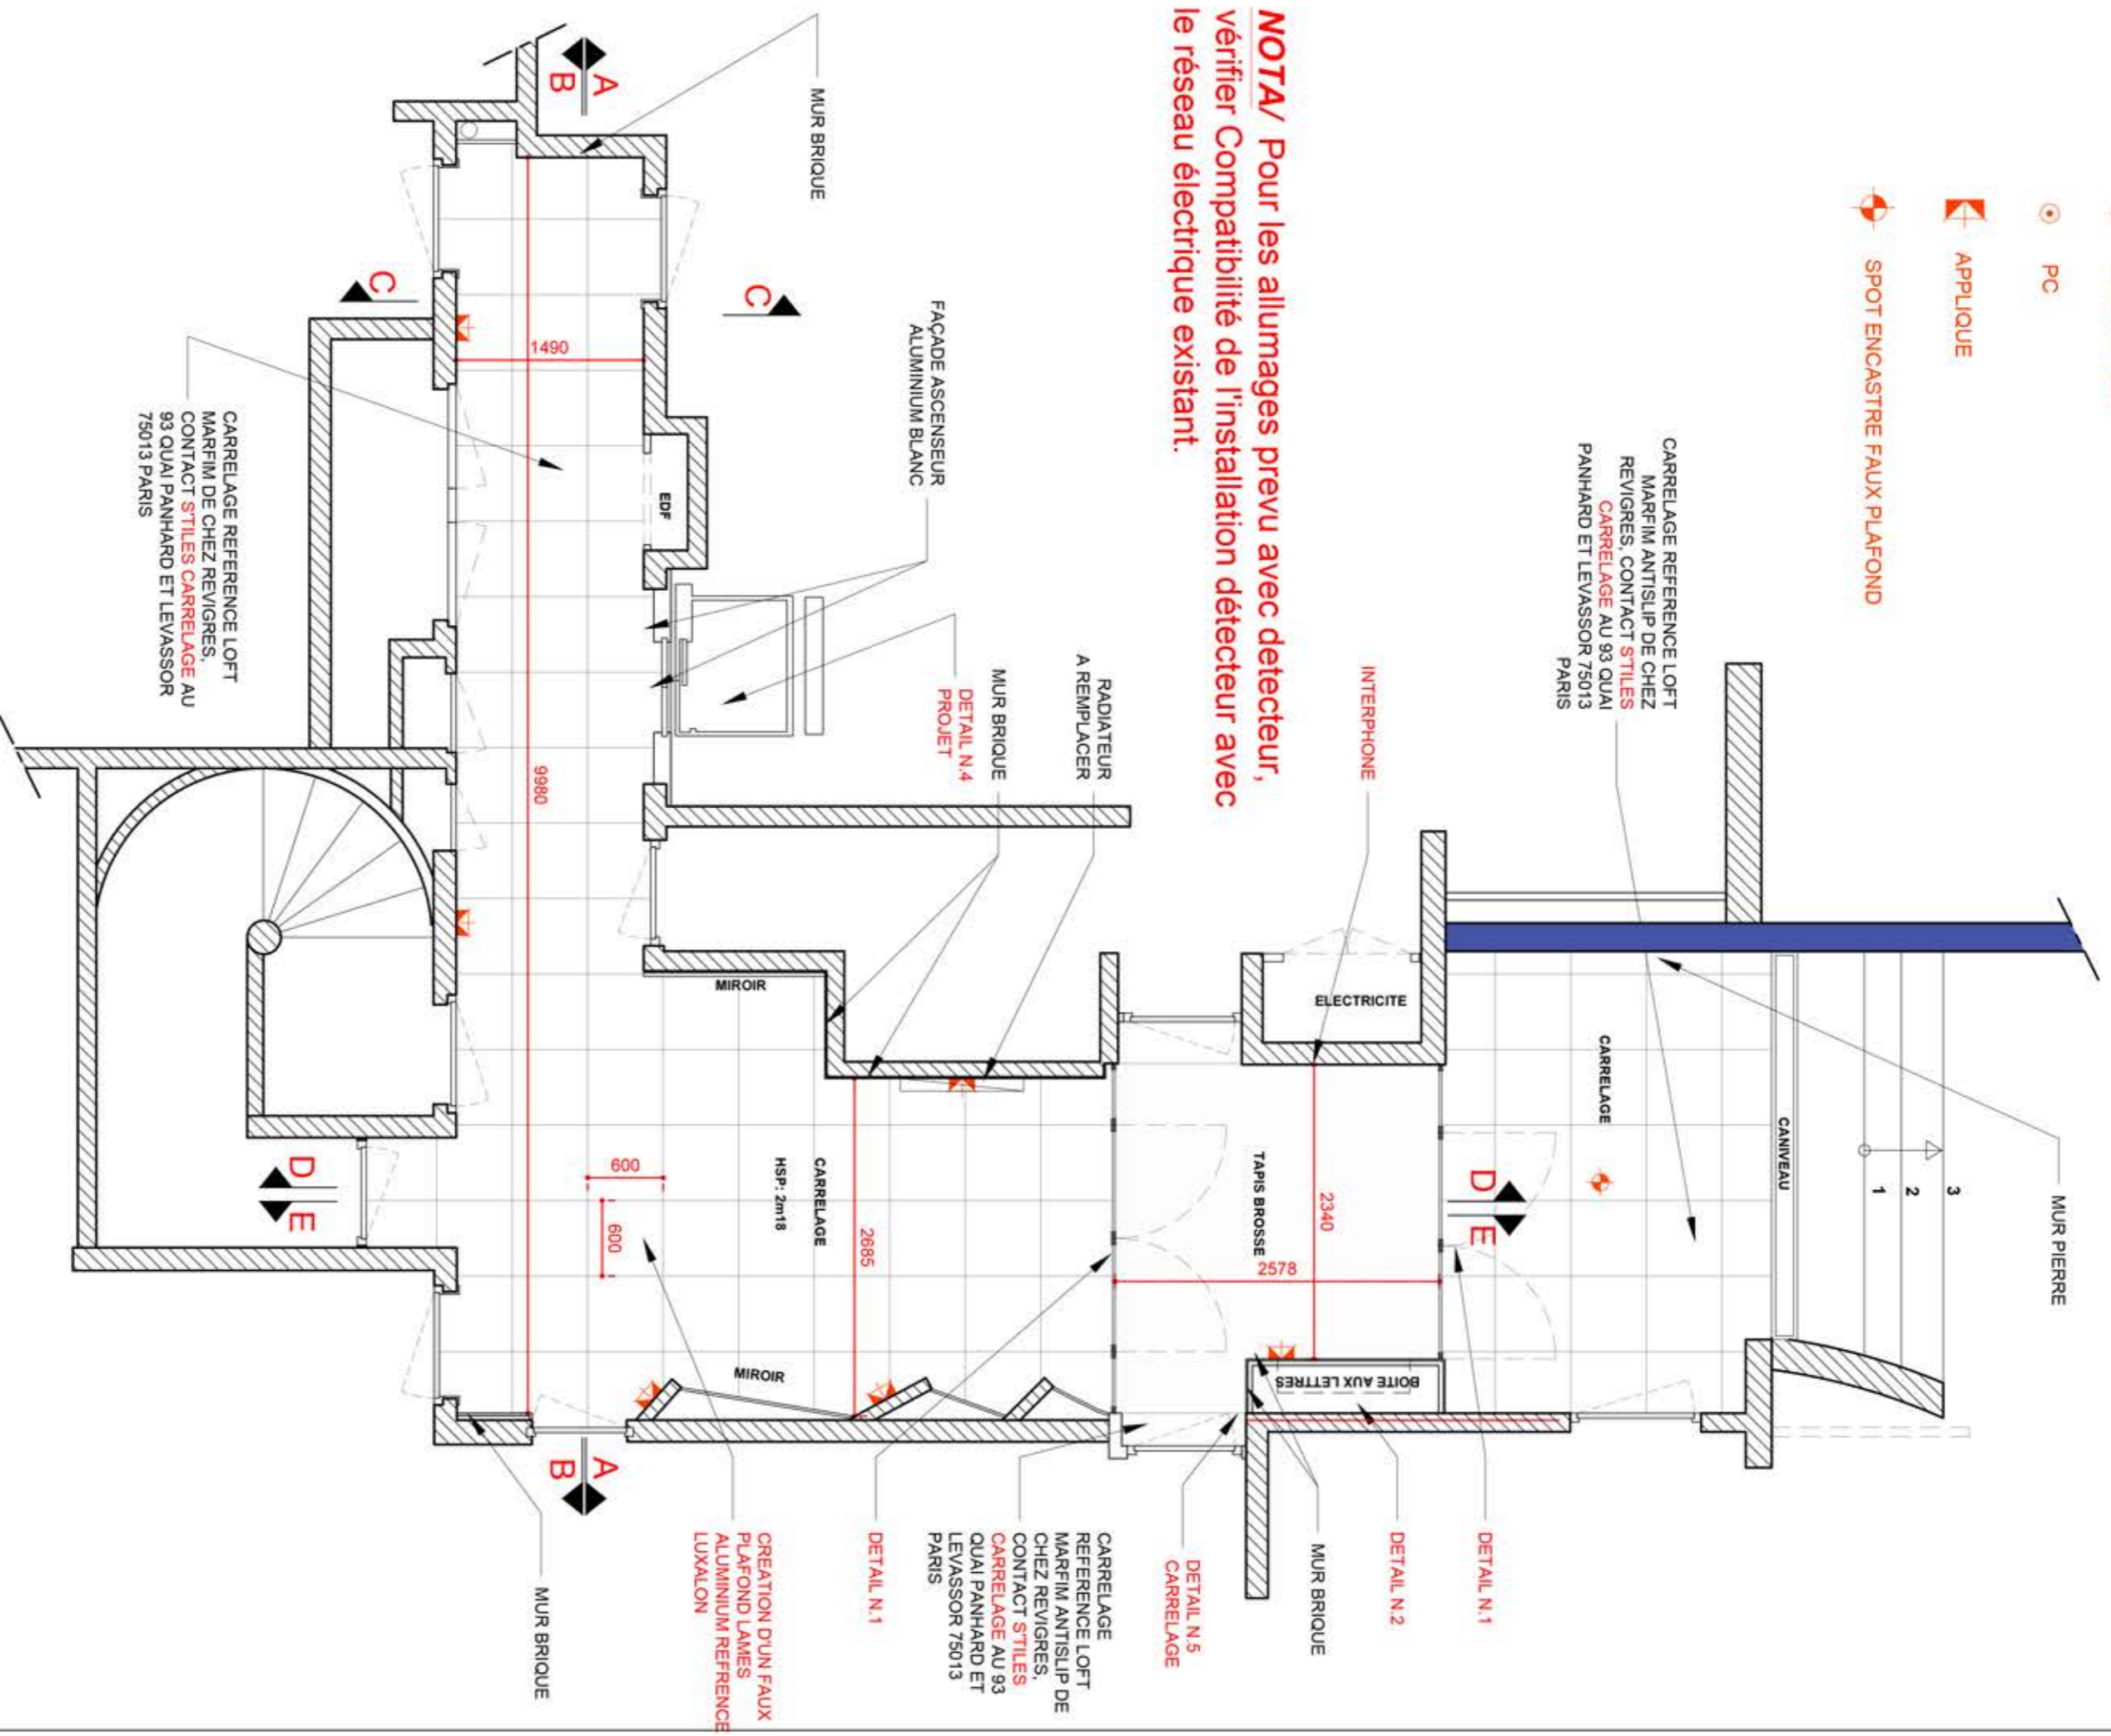 PC
APPLIQUE
SPOT ENCASTRE FAUX PLAFOND
NOTA/ Pour les allumages prevu avec detecteur,
vérifier Compatibilité de l'installation détecteur avec
le réseau électrique existant.
CARRELAGE REFERENCE LOFT
MARFIM ANTISLIP DE CHEZ
REVIGRES, CONTACT S'TILES
CARRELAGE AU 93 QUAI
PANHARD ET LEVASSOR 75013
PARIS
MUR PIERRE
3
2
1
CANIVEAU
CARRELAGE
INTERPHONE
ELECTRICITE
D
E
DETAIL N.1
2340
TAPIS BROSSE
2578
BOITE AUX LETTRES
DETAIL N.2
MUR BRIQUE
DETAIL N.5
CARRELAGE
CARRELAGE
REFERENCE LOFT
MARFIM ANTISLIP DE
CHEZ REVIGRES,
CONTACT S'TILES
CARRELAGE AU 93
QUAI PANHARD ET
LEVASSOR 75013
PARIS
RADIATEUR
A REMPLACER
MUR BRIQUE
DETAIL N.4
PROJET
FAÇADE ASCENSEUR
ALUMINIUM BLANC
MUR BRIQUE
DETAIL N.1
2685
CARRELAGE
HSP: 2m18
MIROIR
MIROIR
600
600
CREATION D'UN FAUX
PLAFOND LAMES
ALUMINIUM REFRENCE
LUXALON
C
EDF
A
B
A
B
9980
1490
MUR BRIQUE
C
D
E
CARRELAGE REFERENCE LOFT
MARFIM DE CHEZ REVIGRES,
CONTACT S'TILES CARRELAGE AU
93 QUAI PANHARD ET LEVASSOR
75013 PARIS